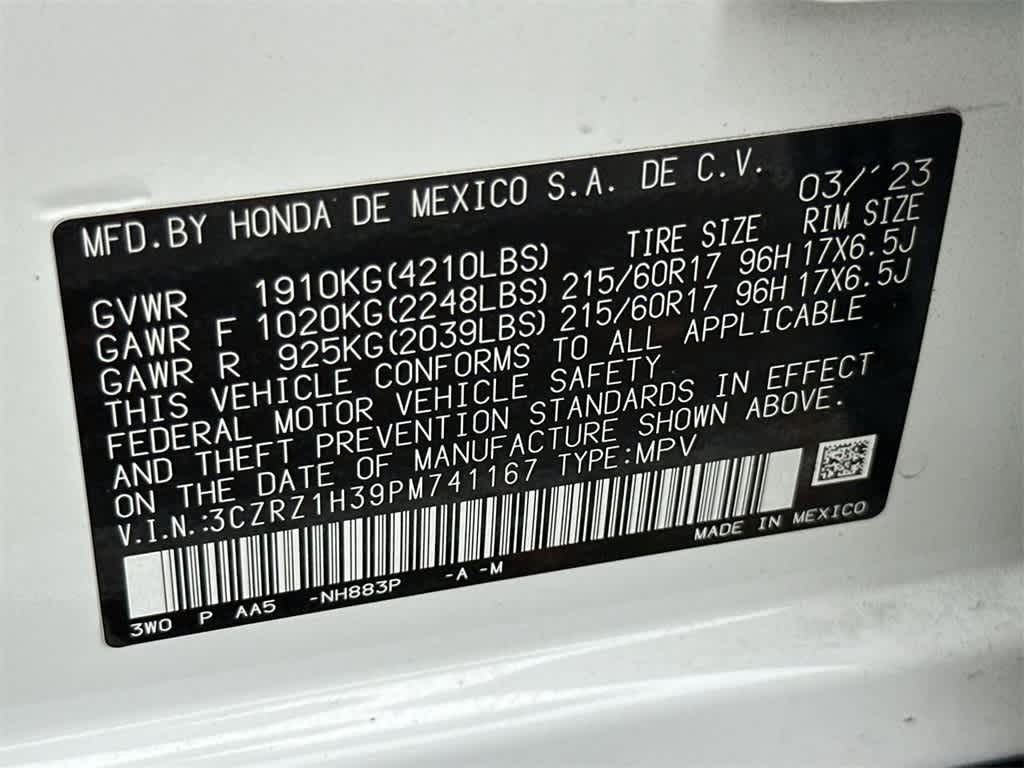 MFD.BY HONDA DE MEXICO S.A. DE C.V. 03/'23
TIRE SIZE RIM SIZE
GVWR 1910KG(4210LBS)
GAWR F 1020KG(2248LBS) 215/60R17 96H 17X6.5J
GAWR R 925KG(2039LBS) 215/60R17 96H 17X6.5J
THIS VEHICLE CONFORMS TO ALL APPLICABLE
FEDERAL MOTOR VEHICLE SAFETY
AND THEFT PREVENTION STANDARDS IN EFFECT
ON THE DATE OF MANUFACTURE SHOWN ABOVE.
V.I.N.:3CZRZ1H39PM741167 TYPE:MPV
MADE IN MEXICO
3W0 P AA5 -NH883P -A -M